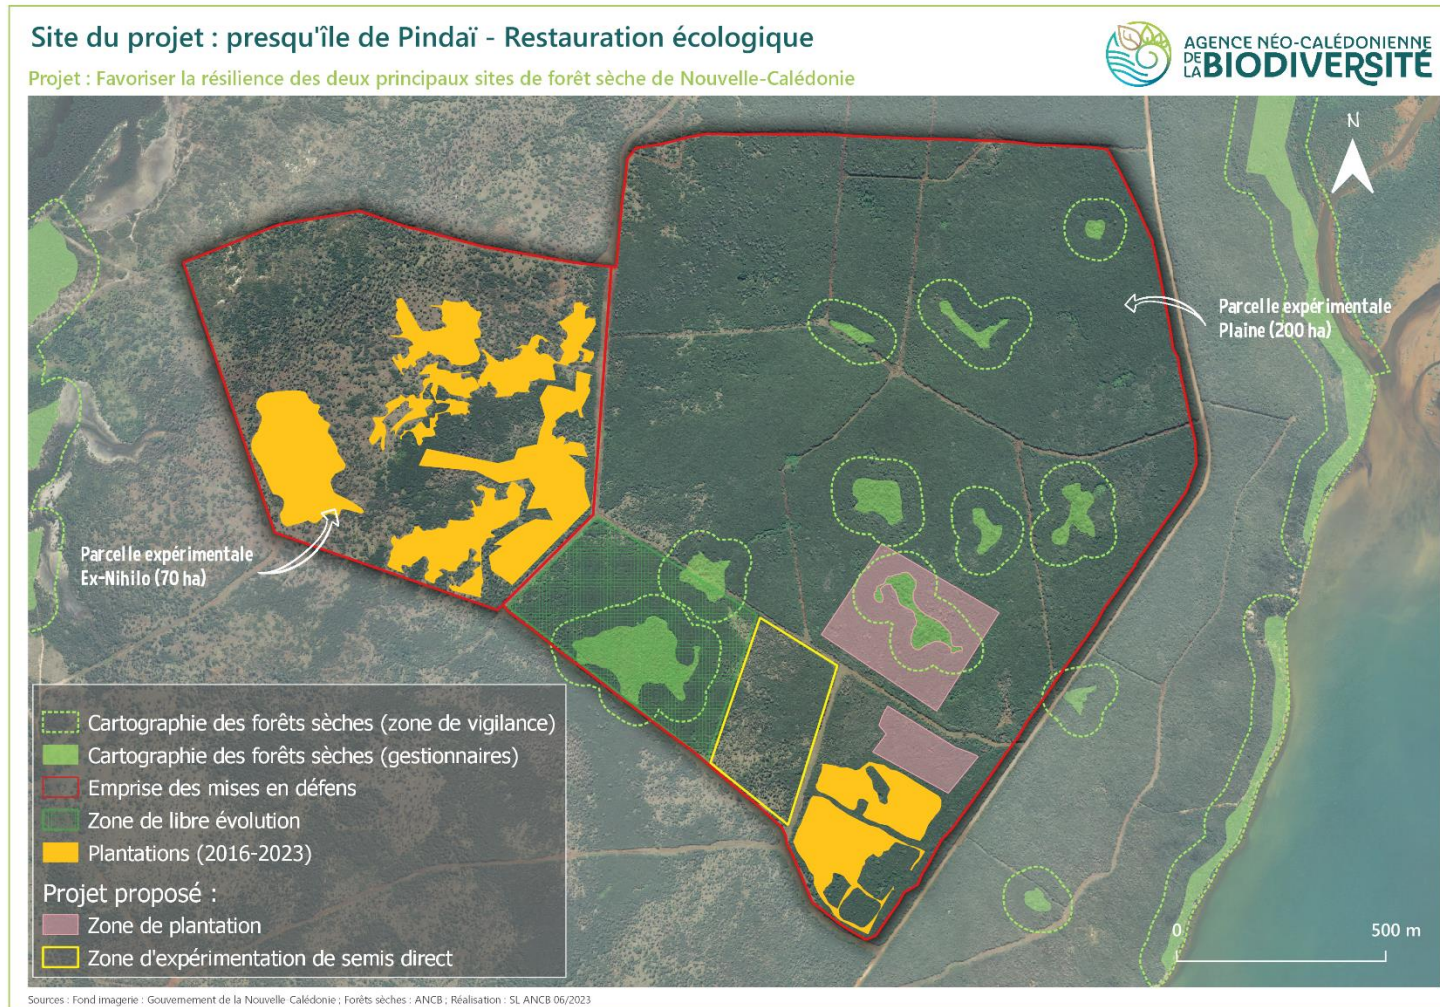 Site du projet : presqu'île de Pindaï - Restauration écologique
Projet : Favoriser la résilience des deux principaux sites de forêt sèche de Nouvelle-Calédonie
AGENCE NÉO-CALÉDONIENNE
DE LA BIODIVERSITÉ
N
Parcelle expérimentale
Plaine (200 ha)
Parcelle expérimentale
Ex-Nihilo (70 ha)
Cartographie des forêts sèches (zone de vigilance)
Cartographie des forêts sèches (gestionnaires)
Emprise des mises en défens
Zone de libre évolution
Plantations (2016-2023)
Projet proposé :
Zone de plantation
Zone d'expérimentation de semis direct
0 500 m
Sources : Fond imagerie : Gouvernement de la Nouvelle Calédonie ; Forêts sèches : ANCB ; Réalisation : SL ANCB 06/2023